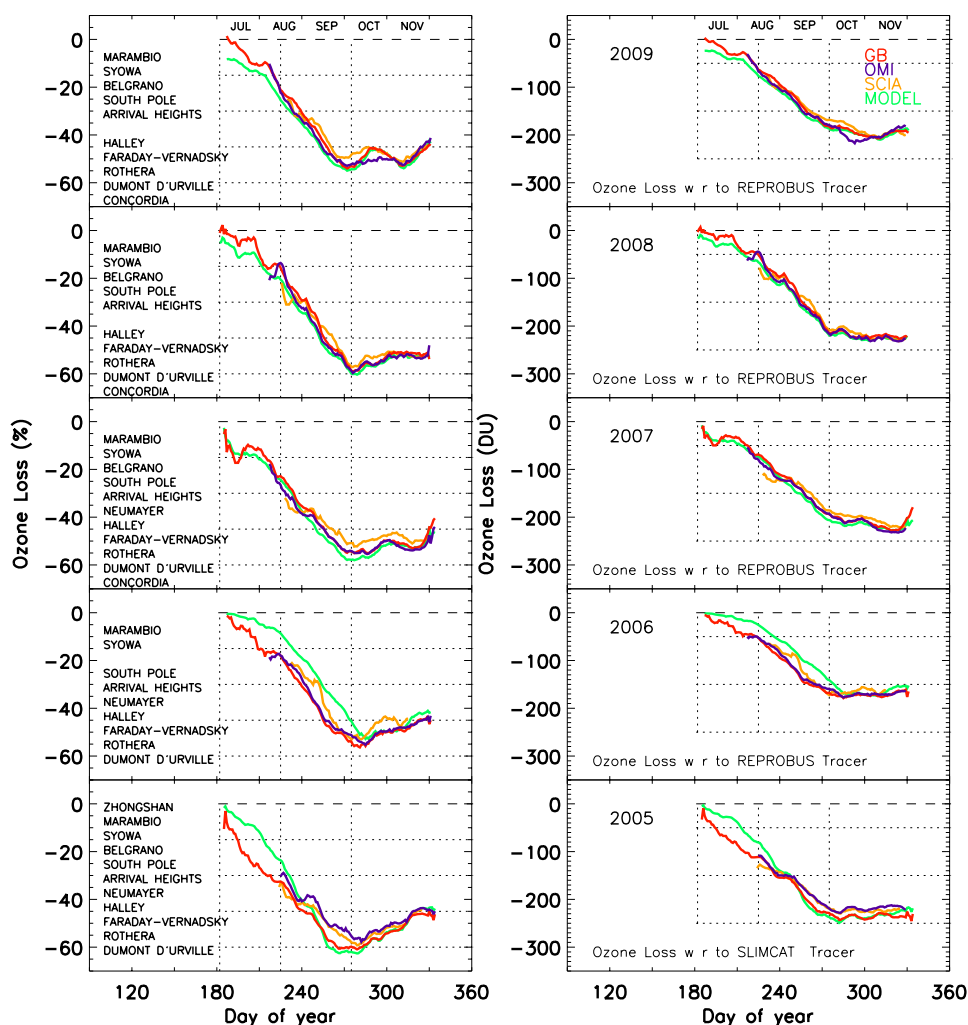 JUL AUG SEP OCT NOV
JUL AUG SEP OCT NOV
0
-20
-40
-60
MARAMBIO
SYOWA
BELGRANO
SOUTH POLE
ARRIVAL HEIGHTS
HALLEY
FARADAY-VERNADSKY
ROTHERA
DUMONT D'URVILLE
CONCORDIA
0
-100
-200
-300
2009
GB
OMI
SCIA
MODEL
Ozone Loss w r to REPROBUS Tracer
0
-20
-40
-60
MARAMBIO
SYOWA
BELGRANO
SOUTH POLE
ARRIVAL HEIGHTS
HALLEY
FARADAY-VERNADSKY
ROTHERA
DUMONT D'URVILLE
CONCORDIA
0
-100
-200
-300
2008
Ozone Loss w r to REPROBUS Tracer
Ozone Loss (%)
0
-20
-40
-60
MARAMBIO
SYOWA
BELGRANO
SOUTH POLE
ARRIVAL HEIGHTS
NEUMAYER
HALLEY
FARADAY-VERNADSKY
ROTHERA
DUMONT D'URVILLE
CONCORDIA
Ozone Loss (DU)
0
-100
-200
-300
2007
Ozone Loss w r to REPROBUS Tracer
0
-20
-40
-60
MARAMBIO
SYOWA
SOUTH POLE
ARRIVAL HEIGHTS
NEUMAYER
HALLEY
FARADAY-VERNADSKY
ROTHERA
DUMONT D'URVILLE
0
-100
-200
-300
2006
Ozone Loss w r to REPROBUS Tracer
0
-20
-40
-60
ZHONGSHAN
MARAMBIO
SYOWA
BELGRANO
SOUTH POLE
ARRIVAL HEIGHTS
NEUMAYER
HALLEY
FARADAY-VERNADSKY
ROTHERA
DUMONT D'URVILLE
0
-100
-200
-300
2005
Ozone Loss w r to SLIMCAT Tracer
120 180 240 300 360
Day of year
120 180 240 300 360
Day of year